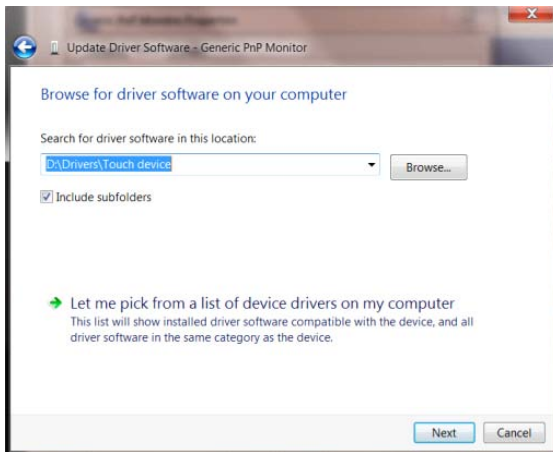 Update Driver Software - Generic PnP Monitor
Browse for driver software on your computer
Search for driver software in this location:
D:\Drivers\Touch device
Browse...
Include subfolders
Let me pick from a list of device drivers on my computer
This list will show installed driver software compatible with the device, and all
driver software in the same category as the device.
Next
Cancel